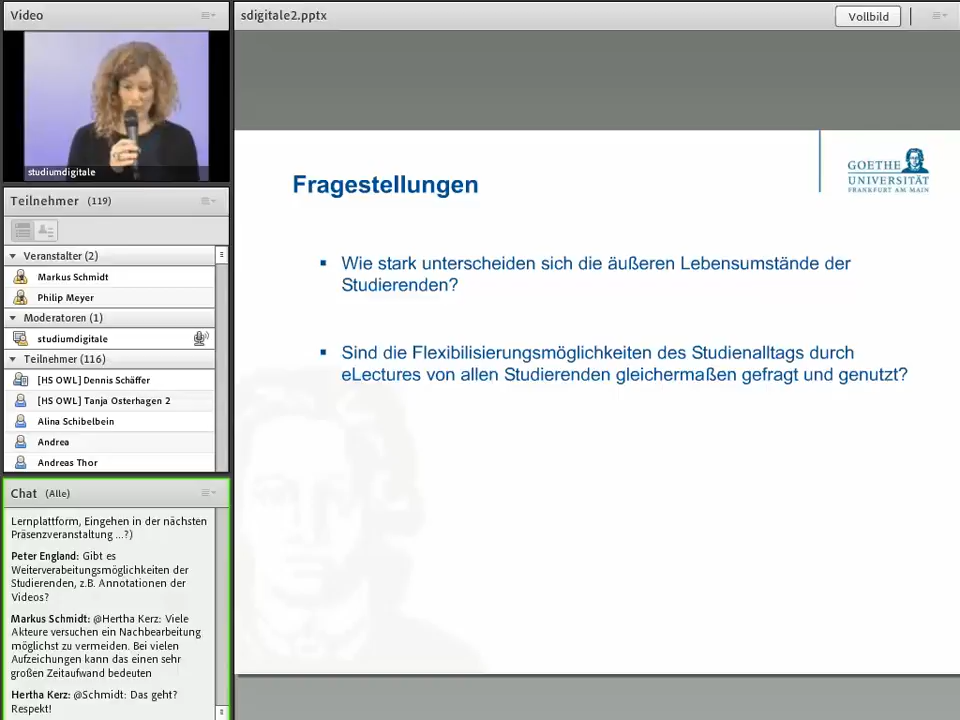 Video
studiumdigitale
Teilnehmer (119)
Veranstalter (2)
Markus Schmidt
Philip Meyer
Moderatoren (1)
studiumdigitale
Teilnehmer (116)
[HS OWL] Dennis Schäffer
[HS OWL] Tanja Osterhagen 2
Alina Schibelbein
Andrea
Andreas Thor
Chat (Alle)
Lernplattform, Eingehen in der nächsten
Präsenzveranstaltung ...?)
Peter England: Gibt es
Weiterverabeitungsmöglichkeiten der
Studierenden, z.B. Annotationen der
Videos?
Markus Schmidt: @Hertha Kerz: Viele
Akteure versuchen ein Nachbearbeitung
möglichst zu vermeiden. Bei vielen
Aufzeichungen kann das einen sehr
großen Zeitaufwand bedeuten
Hertha Kerz: @Schmidt: Das geht?
Respekt!
sdigitale2.pptx
Vollbild
GOETHE
UNIVERSITÄT
FRANKFURT AM MAIN
Fragestellungen
▪ Wie stark unterscheiden sich die äußeren Lebensumstände der
Studierenden?
▪ Sind die Flexibilisierungsmöglichkeiten des Studienalltags durch
eLectures von allen Studierenden gleichermaßen gefragt und genutzt?